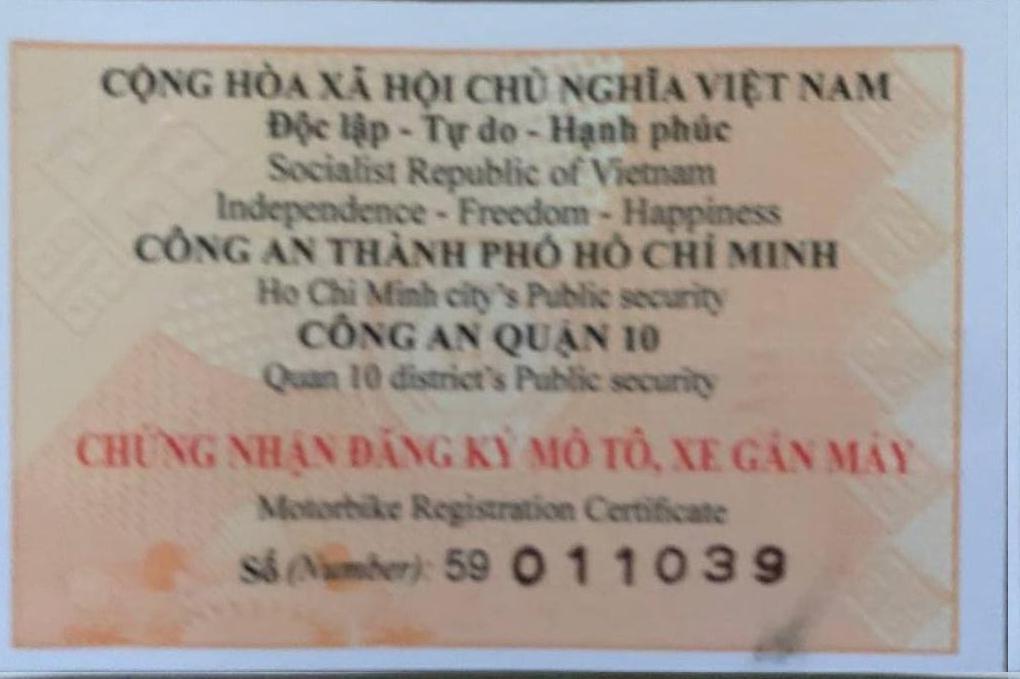 CỘNG HÒA XÃ HỘI CHỦ NGHĨA VIỆT NAM
Độc lập - Tự do - Hạnh phúc
Socialist Republic of Vietnam
Independence - Freedom - Happiness
CÔNG AN THÀNH PHỐ HỒ CHÍ MINH
Ho Chi Minh city's Public security
CÔNG AN QUẬN 10
Quan 10 district's Public security
CHỨNG NHẬN ĐĂNG KÝ MÔ TÔ, XE GẮN MÁY
Motorbike Registration Certificate
Số (Number): 59 011039